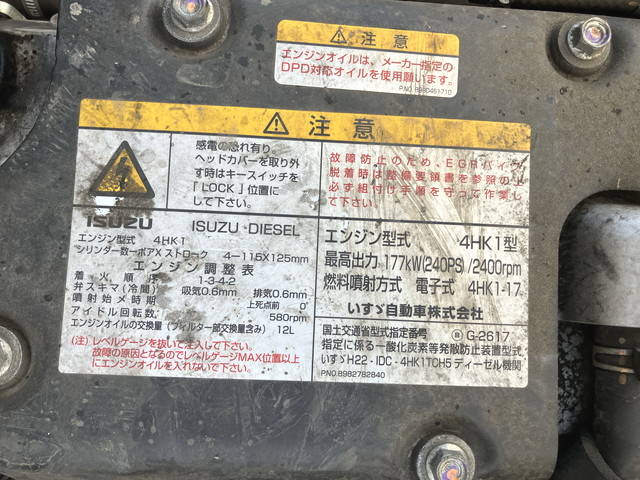 注意
エンジンオイルは、メーカー指定の
DPD対応オイルを使用願います。
P.NO. 8980451710
注意
感電の恐れ有り、
ヘッドカバーを取り外
す時はキースイッチを
「LOCK」位置に
して下さい。
故障防止のため、EGRパイプ
脱着時は整備要領書を参照の上
必ず組付け手順を守って作業し
て下さい。
ISUZU ISUZU DIESEL
エンジン型式 4HK1
シリンダー数ーボアXストローク 4ー115X125mm
エンジン調整表
着火順序 1-3-4-2
弁スキマ(冷間) 吸気0.6mm 排気0.6mm
噴射始メ時期 上死点前 0°
アイドル回転数 580rpm
エンジンオイルの交換量(フィルター部交換量含み) 12L
(注)レベルゲージを抜いて注入して下さい。
故障の原因となるのでレベルゲージMAX位置以上
にエンジンオイルを入れないで下さい。
エンジン型式 4HK1型
最高出力 177kW(240PS)/2400rpm
燃料噴射方式 電子式 4HK1-17
いすゞ自動車株式会社
国土交通省型式指定番号 G-2617
指定に係る一酸化炭素等発散防止装置型式
いすゞH22-IDC-4HK1TCH5ディーゼル機関
P.NO.8982782840